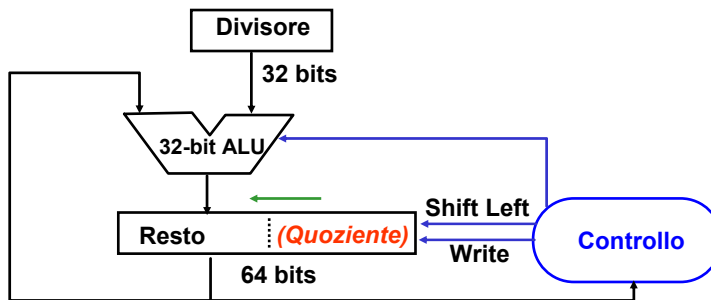 Divisore
32 bits
32-bit ALU
Shift Left
Resto
(Quoziente)
Controllo
Write
64 bits